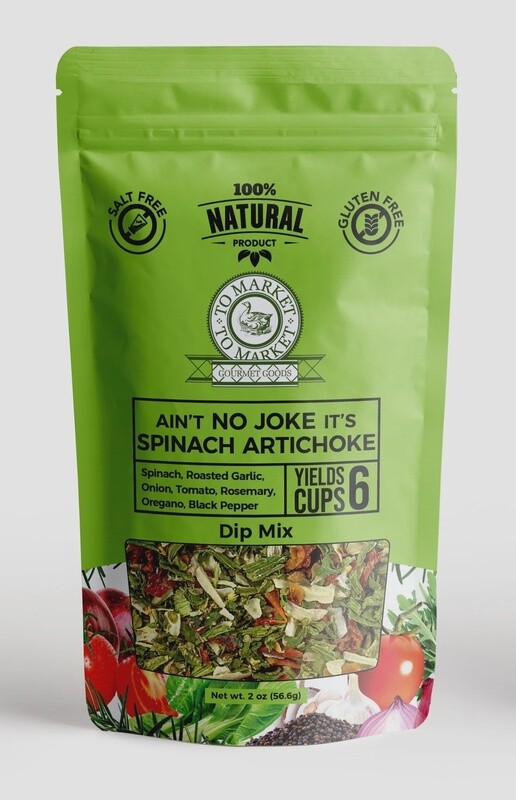 100%
SALT FREE
NATURAL
GLUTEN FREE
PRODUCT
TO MARKET
TO MARKET
GOURMET GOODS
AIN'T NO JOKE IT'S
SPINACH ARTICHOKE
Spinach, Roasted Garlic,
Onion, Tomato, Rosemary,
Oregano, Black Pepper
YIELDS
CUPS 6
Dip Mix
Net wt. 2 oz (56.6g)